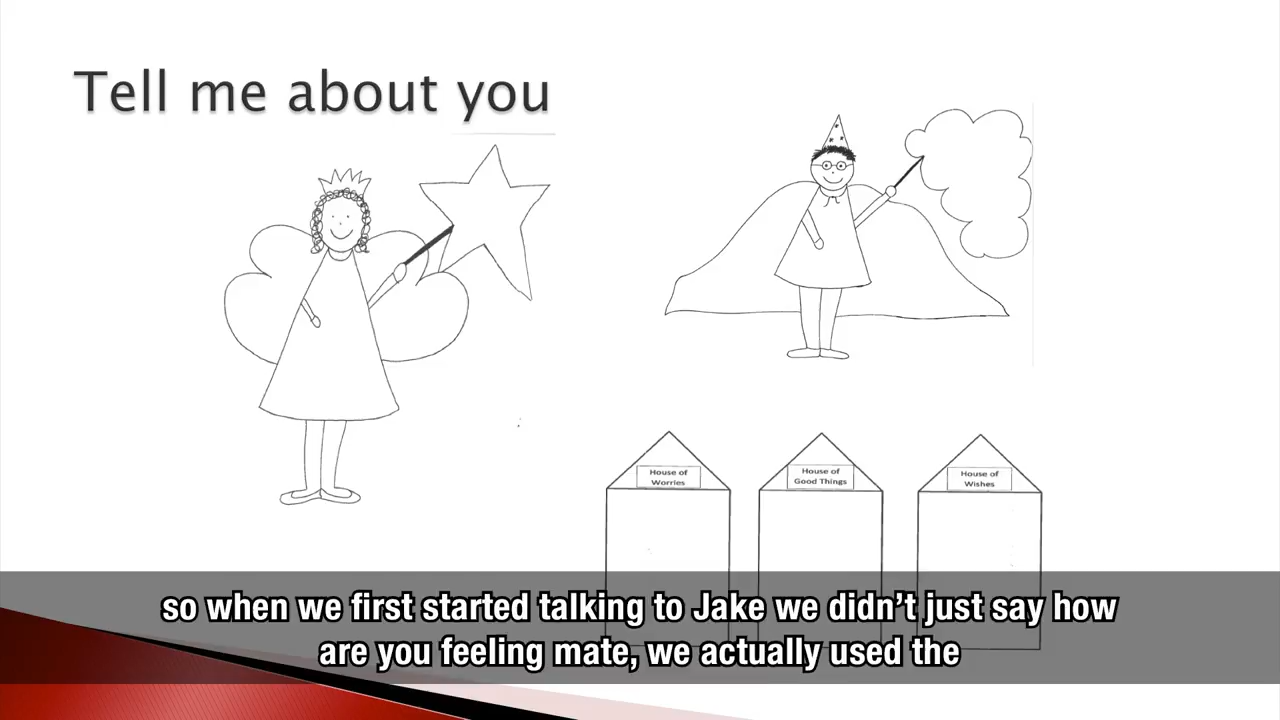 Tell me about you
House of
Worries
House of
Good Things
House of
Wishes
so when we first started talking to Jake we didn’t just say how
are you feeling mate, we actually used the